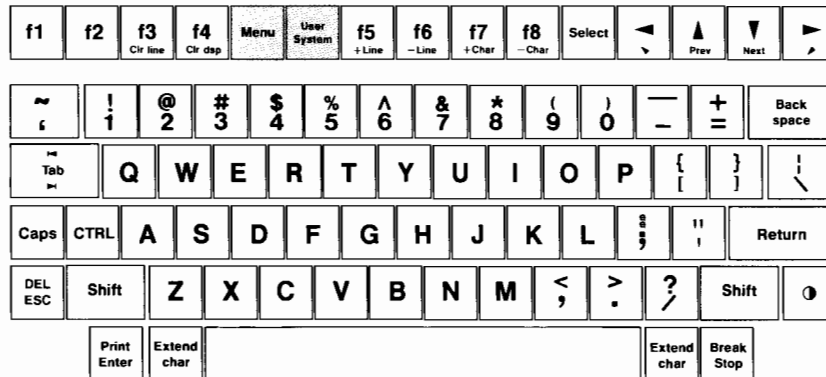 f1 f2 f3 f4 Menu User f5 f6 f7 f8 Select ◄ ▲ ▼ ►
Clr line Clr dsp System +Line −Line +Char −Char Prev Next
~ ! @ # $ % ^ & * ( ) — + Back
‘ 1 2 3 4 5 6 7 8 9 0 – = space
Tab Q W E R T Y U I O P { [ } ] ¦ \
Caps CTRL A S D F G H J K L : ; " ' Return
DEL Shift Z X C V B N M < , > . ? / Shift
ESC
Print Extend Extend Break
Enter char char Stop